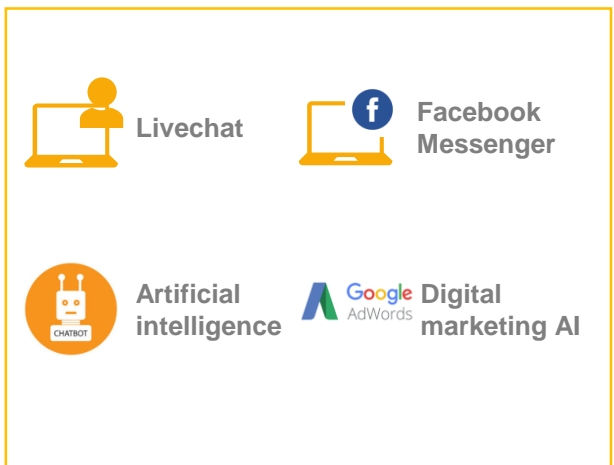 Livechat
Facebook
Messenger
Artificial
intelligence
CHATBOT
Google
AdWords
Digital
marketing AI